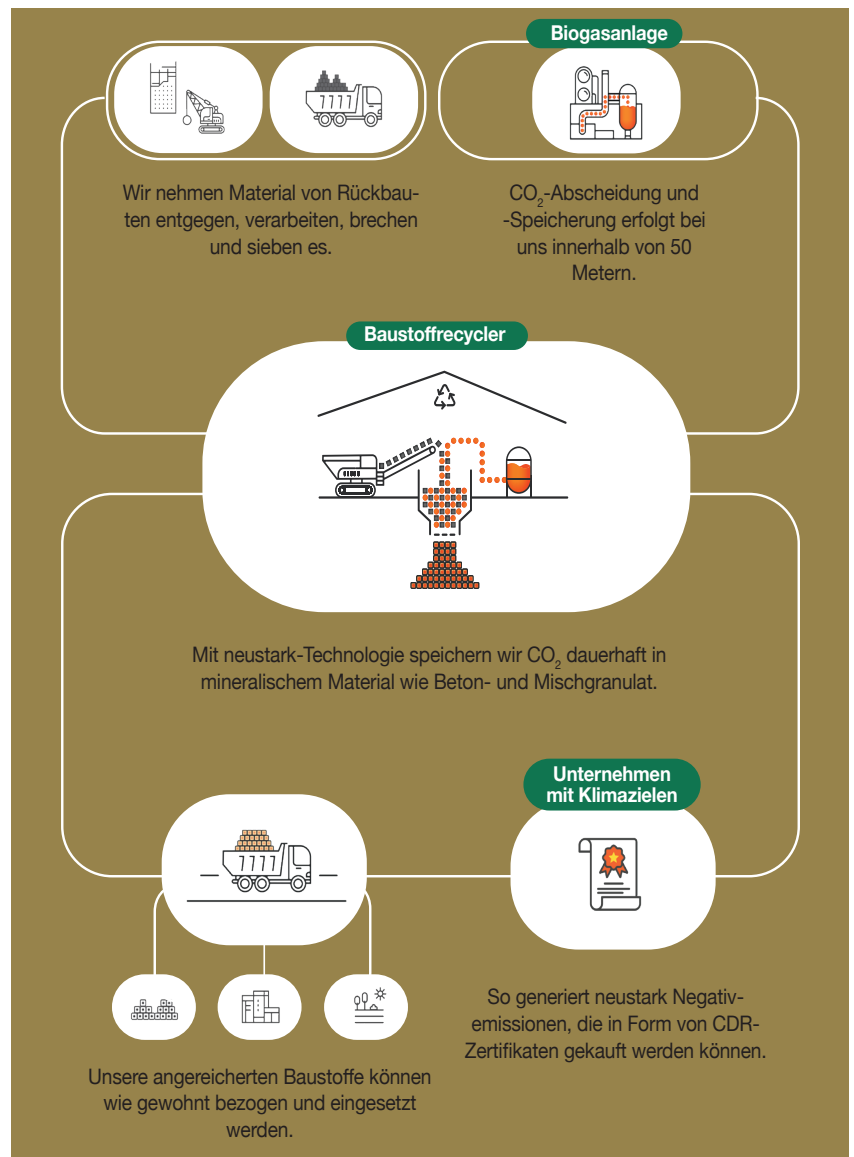 Biogasanlage
Wir nehmen Material von Rückbau-
ten entgegen, verarbeiten, brechen
und sieben es.
CO₂-Abscheidung und
-Speicherung erfolgt bei
uns innerhalb von 50
Metern.
Baustoffrecycler
Mit neustark-Technologie speichern wir CO₂ dauerhaft in
mineralischem Material wie Beton- und Mischgranulat.
Unternehmen
mit Klimazielen
So generiert neustark Negativ-
emissionen, die in Form von CDR-
Zertifikaten gekauft werden können.
Unsere angereicherten Baustoffe können
wie gewohnt bezogen und eingesetzt
werden.